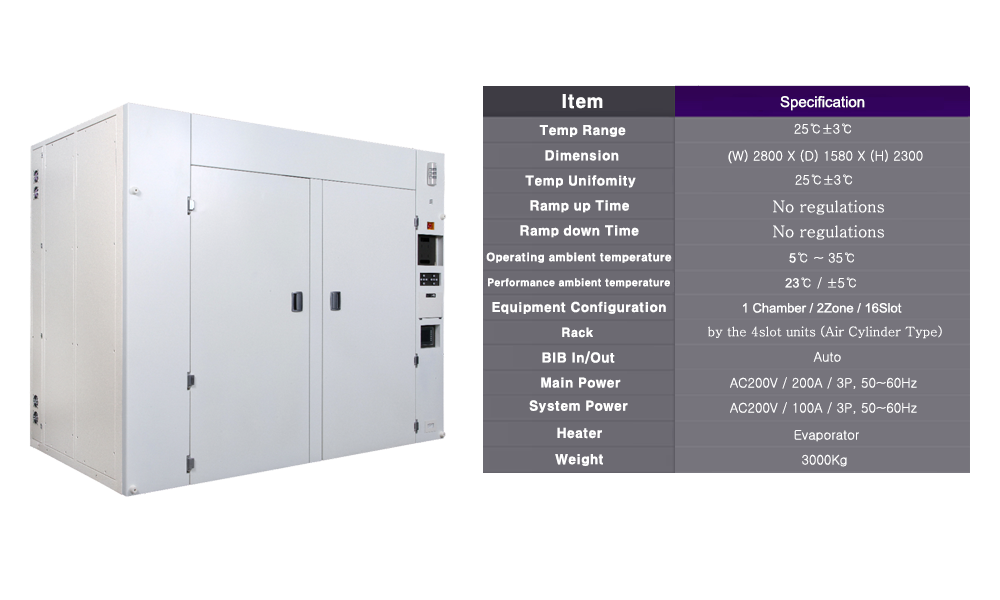 Item Specification
Temp Range 25℃±3℃
Dimension (W) 2800 X (D) 1580 X (H) 2300
Temp Unifomity 25℃±3℃
Ramp up Time No regulations
Ramp down Time No regulations
Operating ambient temperature 5℃ ~ 35℃
Performance ambient temperature 23℃ / ±5℃
Equipment Configuration 1 Chamber / 2Zone / 16Slot
Rack by the 4slot units (Air Cylinder Type)
BIB In/Out Auto
Main Power AC200V / 200A / 3P, 50~60Hz
System Power AC200V / 100A / 3P, 50~60Hz
Heater Evaporator
Weight 3000Kg